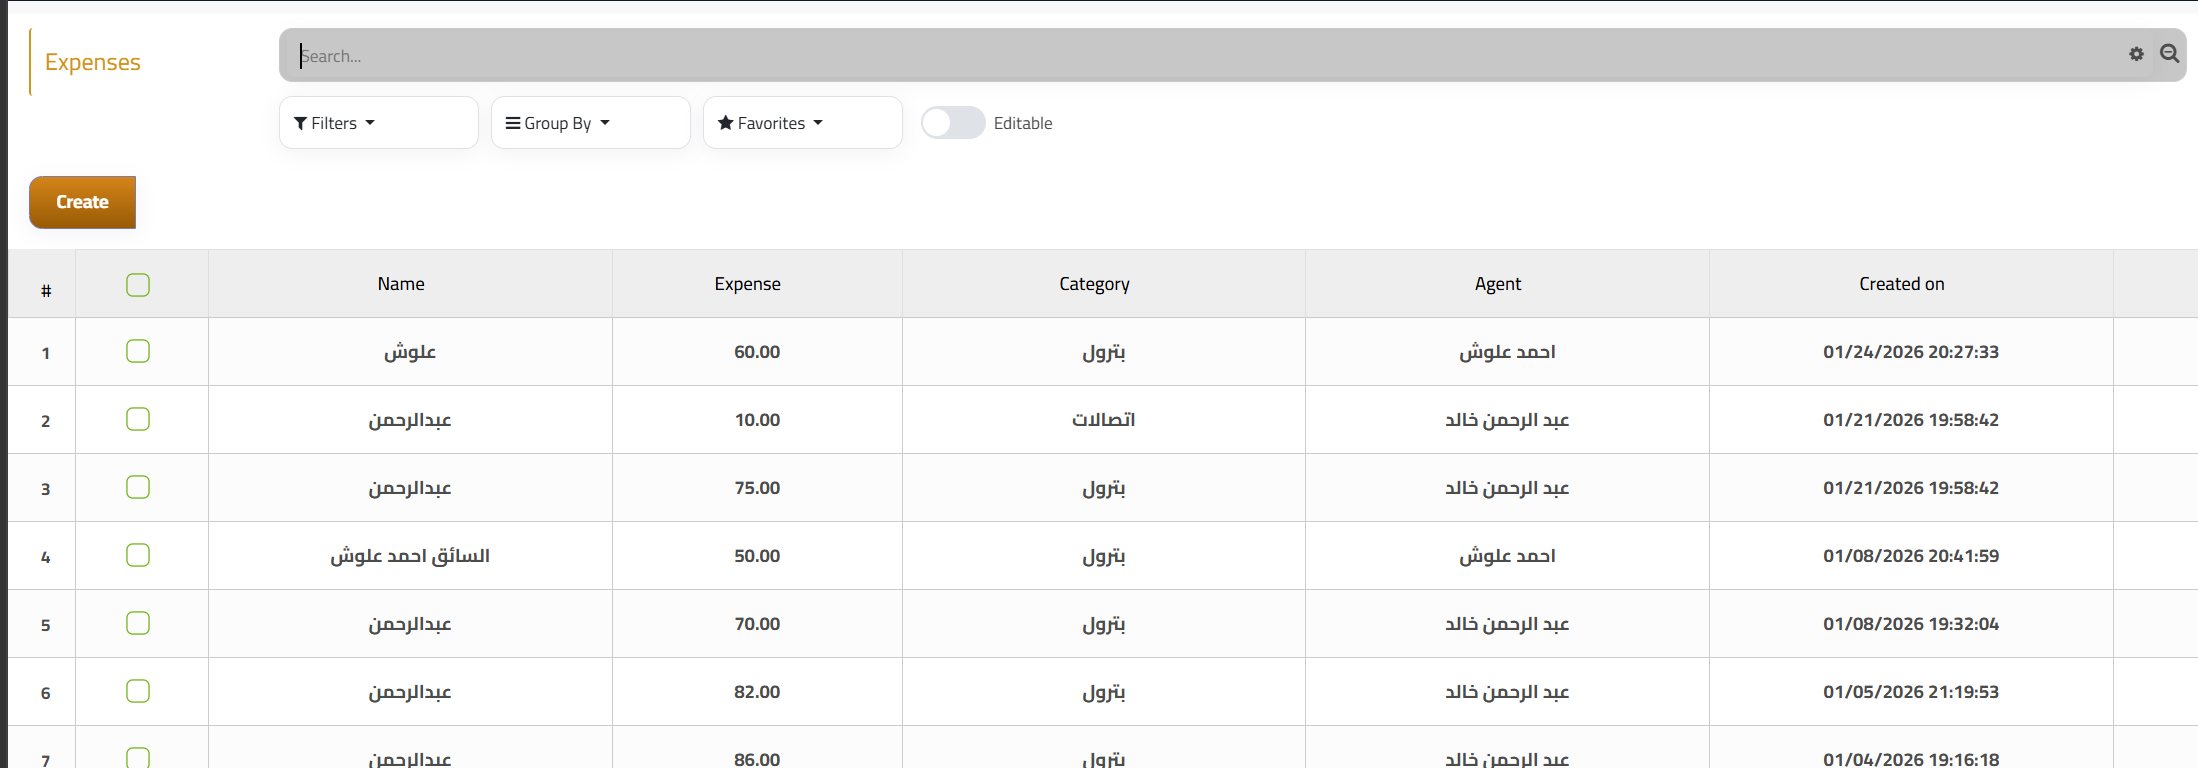 Expenses
Search...
Filters Group By Favorites Editable
Create
# Name Expense Category Agent Created on
1 علوش 60.00 بترول احمد علوش 01/24/2026 20:27:33
2 عبدالرحمن 10.00 اتصالات عبد الرحمن خالد 01/21/2026 19:58:42
3 عبدالرحمن 75.00 بترول عبد الرحمن خالد 01/21/2026 19:58:42
4 السائق احمد علوش 50.00 بترول احمد علوش 01/08/2026 20:41:59
5 عبدالرحمن 70.00 بترول عبد الرحمن خالد 01/08/2026 19:32:04
6 عبدالرحمن 82.00 بترول عبد الرحمن خالد 01/05/2026 21:19:53
7 عبدالرحمن 86.00 بترول عبد الرحمن خالد 01/04/2026 19:16:18